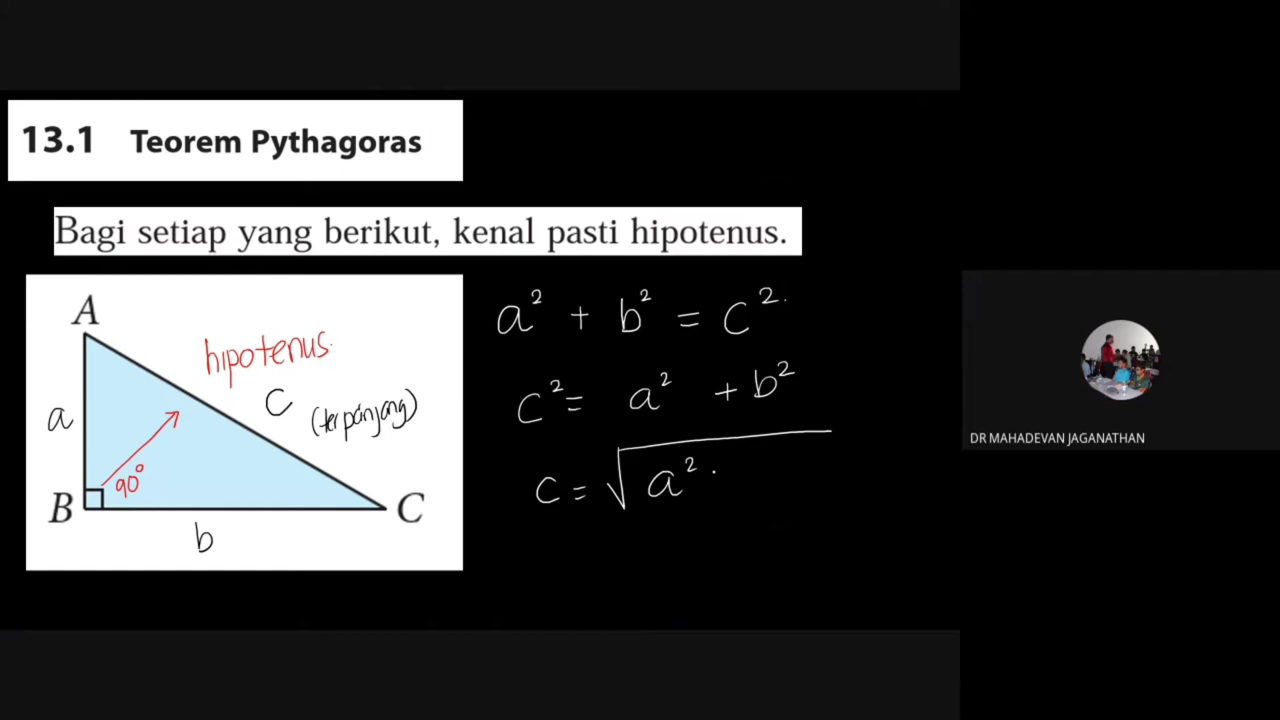 13.1 Teorem Pythagoras
Bagi setiap yang berikut, kenal pasti hipotenus.
A
hipotenus.
c
(terpanjang)
a
90°
B
C
b
a² + b² = c²
c² = a² + b²
c = √a²
DR MAHADEVAN JAGANATHAN